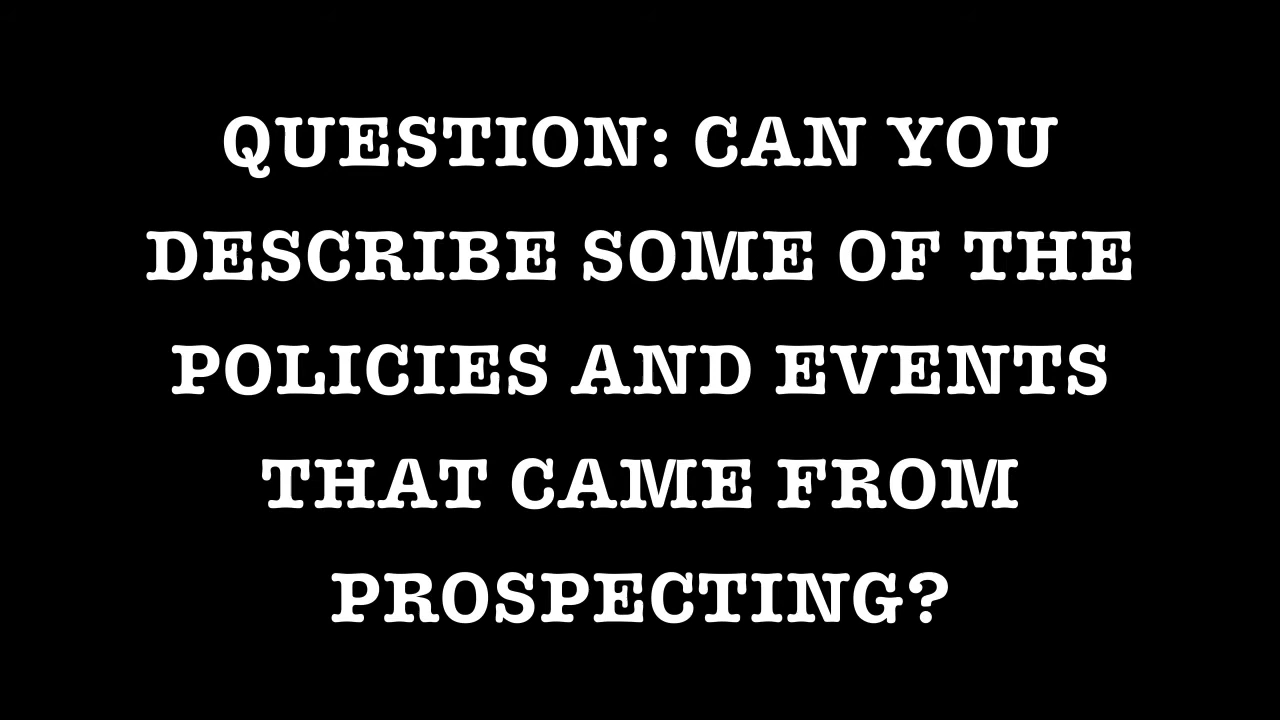 QUESTION: CAN YOU
DESCRIBE SOME OF THE
POLICIES AND EVENTS
THAT CAME FROM
PROSPECTING?